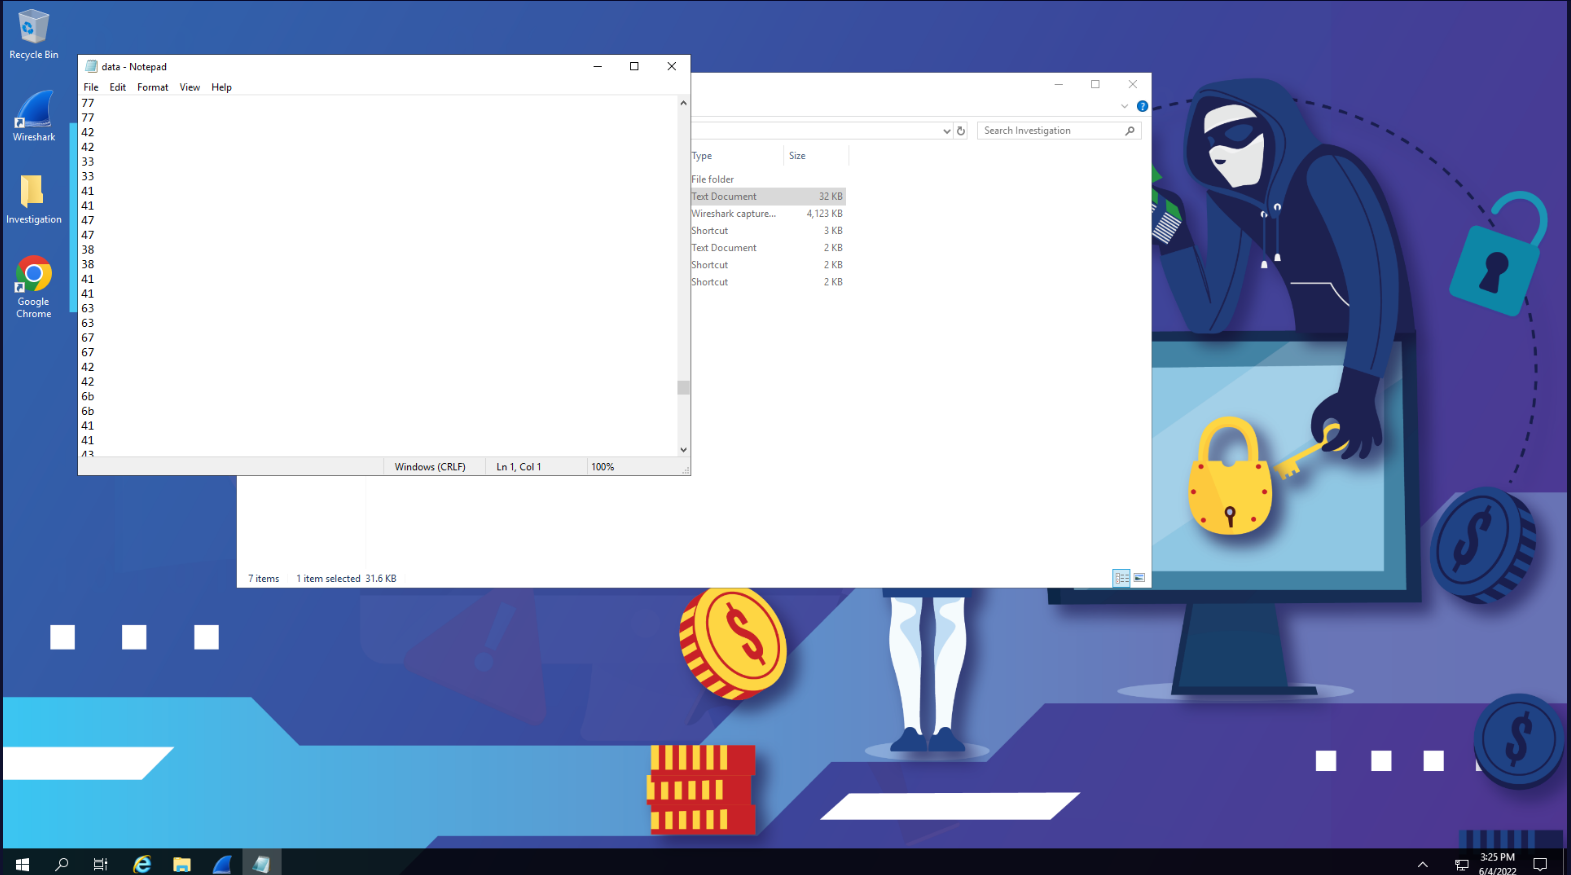 Recycle Bin
Wireshark
Investigation
Google
Chrome
data - Notepad
File Edit Format View Help
77
77
42
42
33
33
41
41
47
47
38
38
41
41
63
63
67
67
42
42
6b
6b
41
41
43
Windows (CRLF) Ln 1, Col 1 100%
Search Investigation
Type Size
File folder
Text Document 32 KB
Wireshark capture... 4,123 KB
Shortcut 3 KB
Text Document 2 KB
Shortcut 2 KB
Shortcut 2 KB
7 items 1 item selected 31.6 KB
3:25 PM
6/4/2022